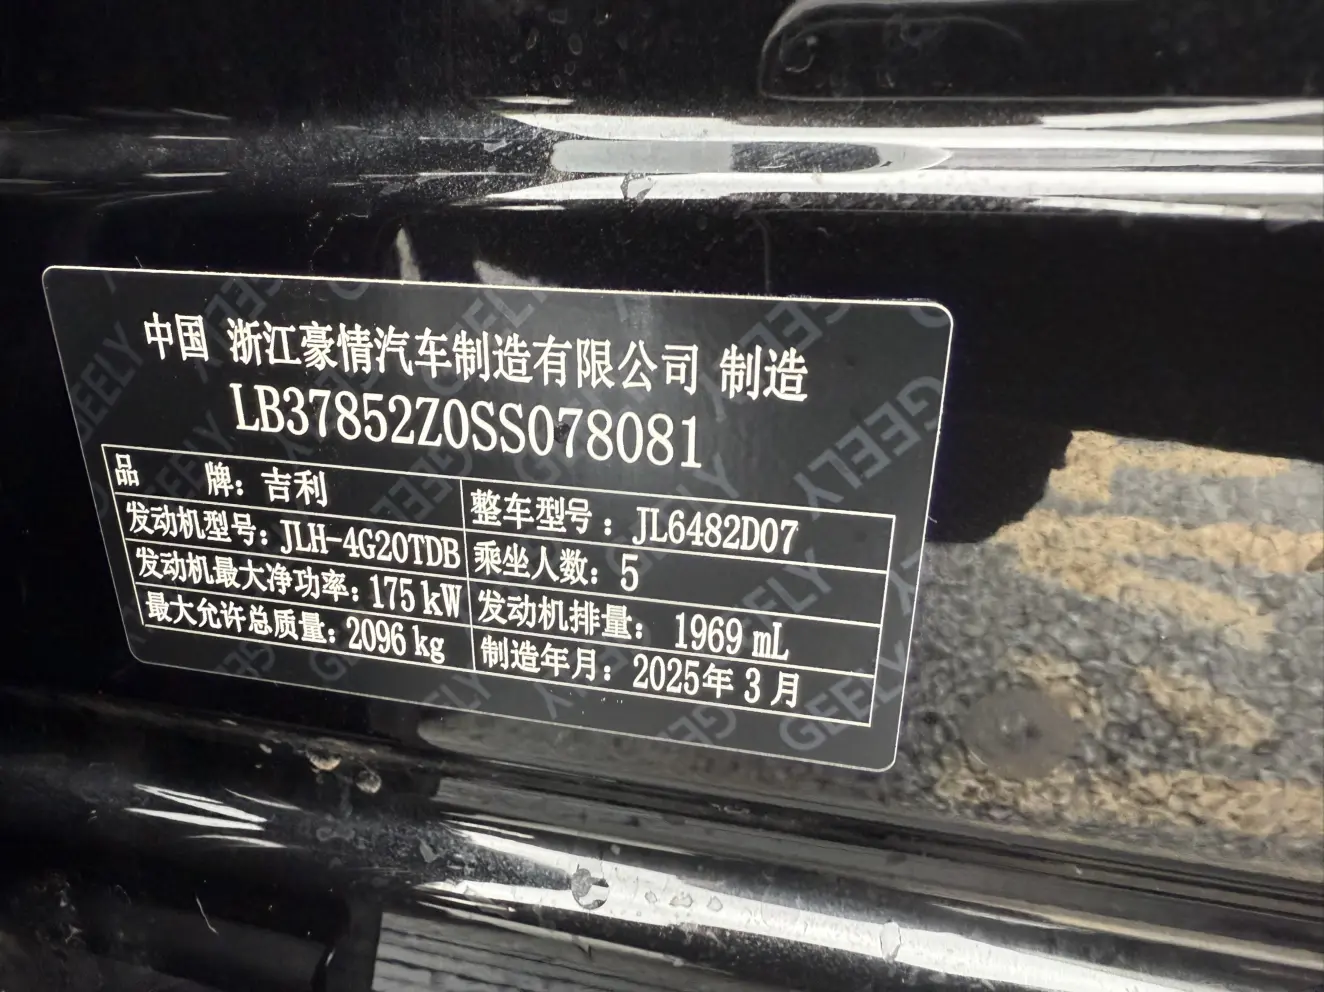 中国 浙江豪情汽车制造有限公司 制造
LB37852Z0SS078081
品 牌: 吉利 整车型号: JL6482D07
发动机型号: JLH-4G20TDB 乘坐人数: 5
发动机最大净功率: 175 kW 发动机排量: 1969 mL
最大允许总质量: 2096 kg 制造年月: 2025年3月
GEELY